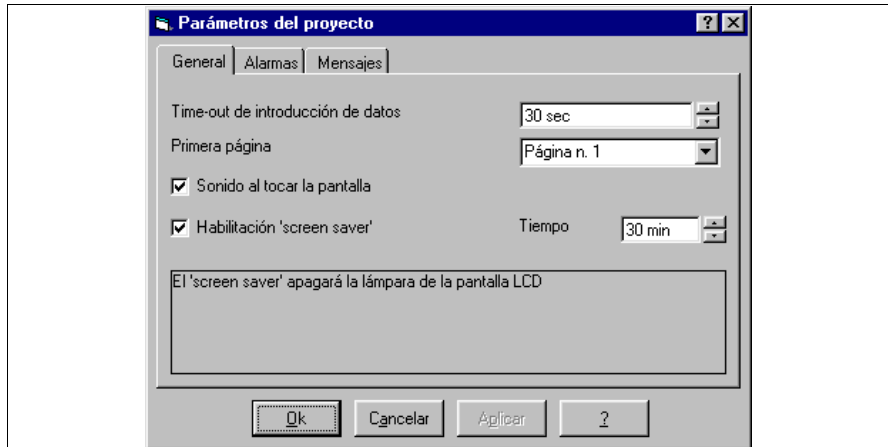 Parámetros del proyecto
General Alarmas Mensajes
Time-out de introducción de datos 30 sec
Primera página Página n. 1
Sonido al tocar la pantalla
Habilitación 'screen saver' Tiempo 30 min
El 'screen saver' apagará la lámpara de la pantalla LCD
Ok Cancelar Aplicar ?